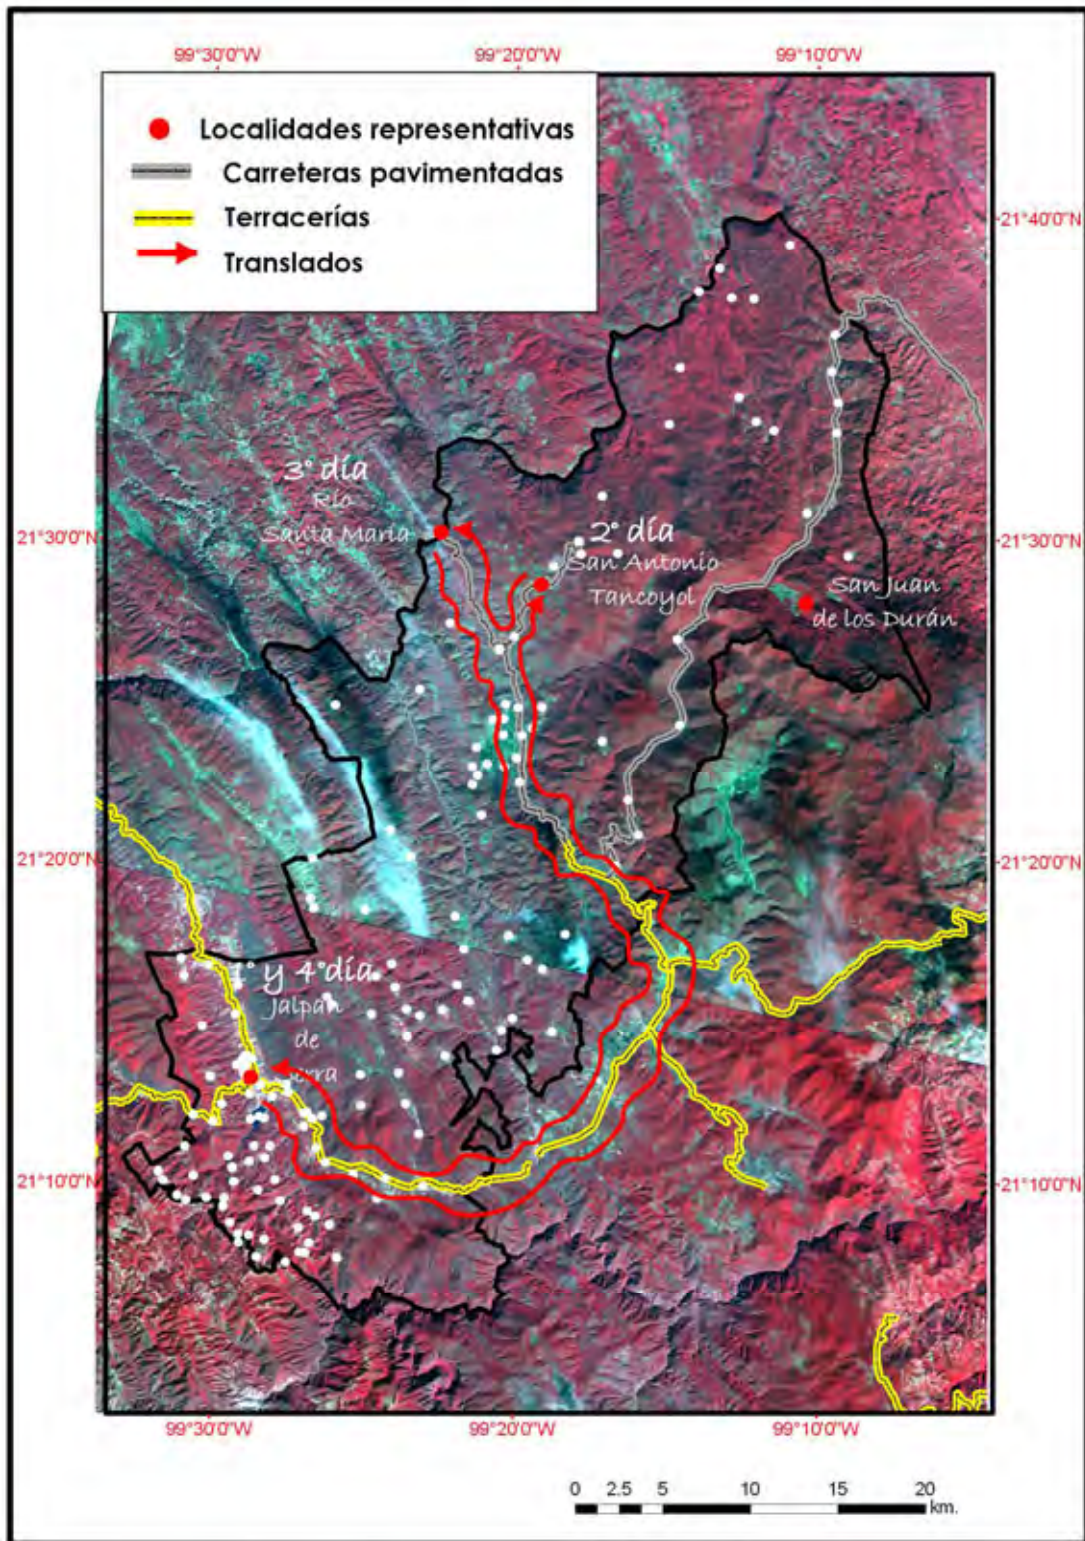 99°30'0"W 99°20'0"W 99°10'0"W
Localidades representativas
Carreteras pavimentadas
Terracerías
Translados
21°40'0"N
3° día
Río
Santa María
21°30'0"N
2° día
San Antonio
Tancoyol
21°30'0"N
San Juan
de los Durán
21°20'0"N
21°20'0"N
1° y 4° día
Jalpan
de
21°10'0"N
21°10'0"N
99°30'0"W 99°20'0"W 99°10'0"W
0 2.5 5 10 15 20
km.